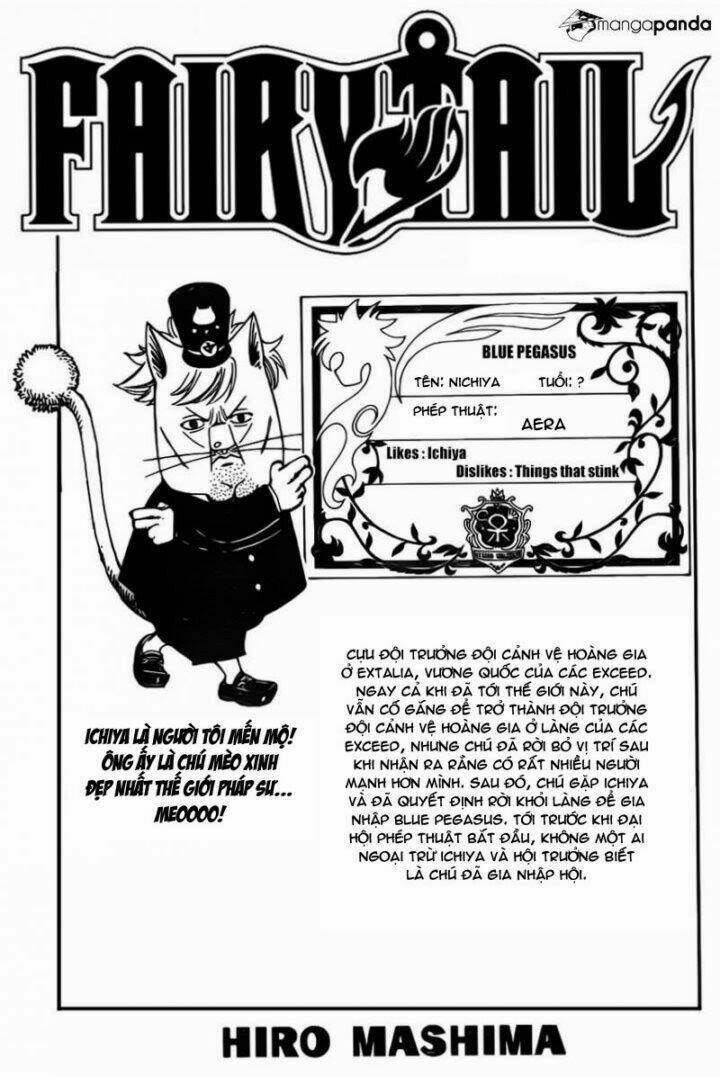 mangapanda
FAIRY TAIL
BLUE PEGASUS
TÊN: NICHIYA TUỔI: ?
PHÉP THUẬT:
AERA
Likes : Ichiya
Dislikes : Things that stink
CỰU ĐỘI TRƯỞNG ĐỘI CẢNH VỆ HOÀNG GIA
Ở EXTALIA, VƯƠNG QUỐC CỦA CÁC EXCEED.
NGAY CẢ KHI ĐÃ TỚI THẾ GIỚI NÀY, CHÚ
VẪN CỐ GẮNG ĐỂ TRỞ THÀNH ĐỘI TRƯỞNG
ĐỘI CẢNH VỆ HOÀNG GIA Ở LÀNG CỦA CÁC
EXCEED, NHƯNG CHÚ ĐÃ RỜI BỎ VỊ TRÍ SAU
KHI NHẬN RA RẰNG CÓ RẤT NHIỀU NGƯỜI
MẠNH HƠN MÌNH. SAU ĐÓ, CHÚ GẶP ICHIYA
VÀ ĐÃ QUYẾT ĐỊNH RỜI KHỎI LÀNG ĐỂ GIA
NHẬP BLUE PEGASUS. TỚI TRƯỚC KHI ĐẠI
HỘI PHÉP THUẬT BẮT ĐẦU, KHÔNG MỘT AI
NGOẠI TRỪ ICHIYA VÀ HỘI TRƯỞNG BIẾT
LÀ CHÚ ĐÃ GIA NHẬP HỘI.
ICHIYA LÀ NGƯỜI TÔI MẾN MỘ!
ÔNG ẤY LÀ CHÚ MÈO XINH
ĐẸP NHẤT THẾ GIỚI PHÁP SƯ...
MEOOOO!
HIRO MASHIMA